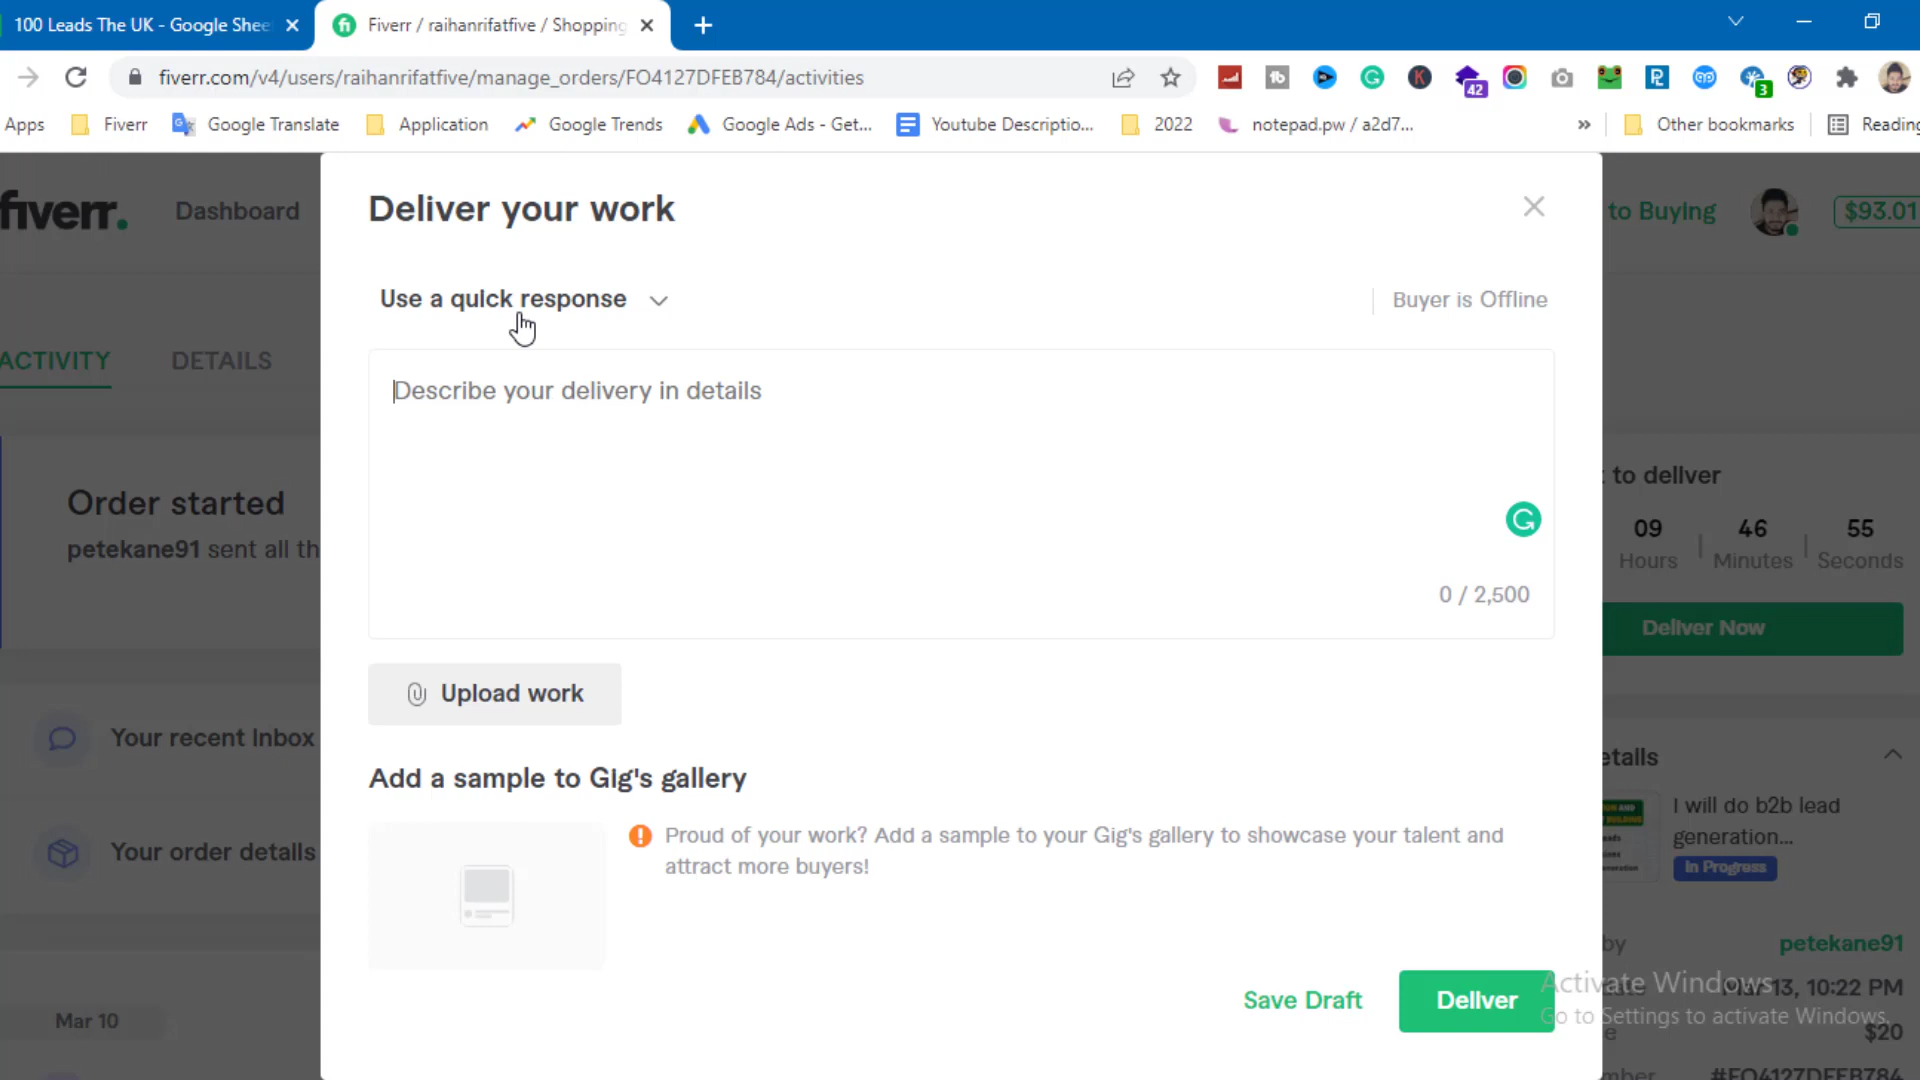 100 Leads The UK - Google Shee
Fiverr / raihanrifatfive / Shopping
fiverr.com/v4/users/raihanrifatfive/manage_orders/FO4127DFEB784/activities
42
3
Apps
Fiverr
Google Translate
Application
Google Trends
Google Ads - Get...
Youtube Descriptio...
2022
notepad.pw / a2d7...
»
Other bookmarks
Reading
fiverr.
Dashboard
to Buying
$93.01
Deliver your work
Use a quick response
Buyer is Offline
ACTIVITY
DETAILS
Describe your delivery in details
0 / 2,500
Order started
petekane91 sent all th
to deliver
09
46
55
Hours
Minutes
Seconds
Deliver Now
Upload work
Your recent Inbox
Your order details
Add a sample to Gig's gallery
Proud of your work? Add a sample to your Gig's gallery to showcase your talent and
attract more buyers!
etails
I will do b2b lead
generation...
In Progress
by
petekane91
Mar 13, 10:22 PM
$20
#FO4127DFEB784
Mar 10
Save Draft
Deliver
Activate Windows
Go to Settings to activate Windows.